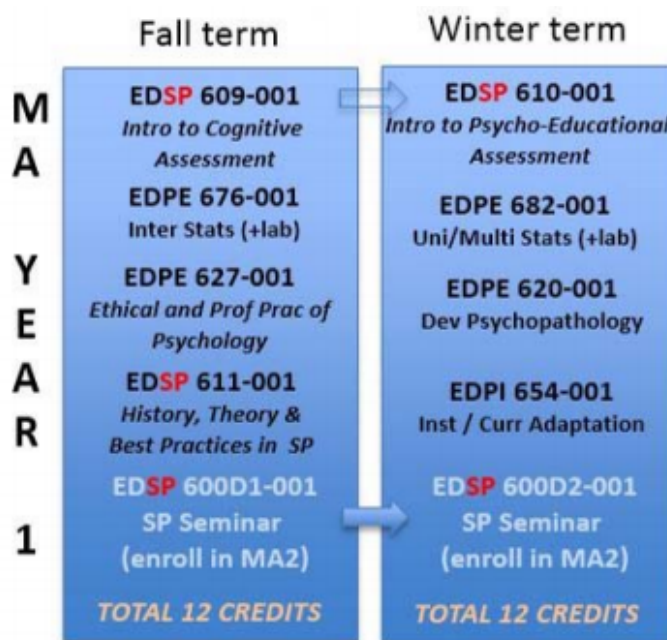 Fall term
Winter term
MA YEAR 1
EDSP 609-001
Intro to Cognitive
Assessment
EDPE 676-001
Inter Stats (+lab)
EDPE 627-001
Ethical and Prof Prac of
Psychology
EDSP 611-001
History, Theory &
Best Practices in SP
EDSP 600D1-001
SP Seminar
(enroll in MA2)
TOTAL 12 CREDITS
EDSP 610-001
Intro to Psycho-Educational
Assessment
EDPE 682-001
Uni/Multi Stats (+lab)
EDPE 620-001
Dev Psychopathology
EDPI 654-001
Inst / Curr Adaptation
EDSP 600D2-001
SP Seminar
(enroll in MA2)
TOTAL 12 CREDITS